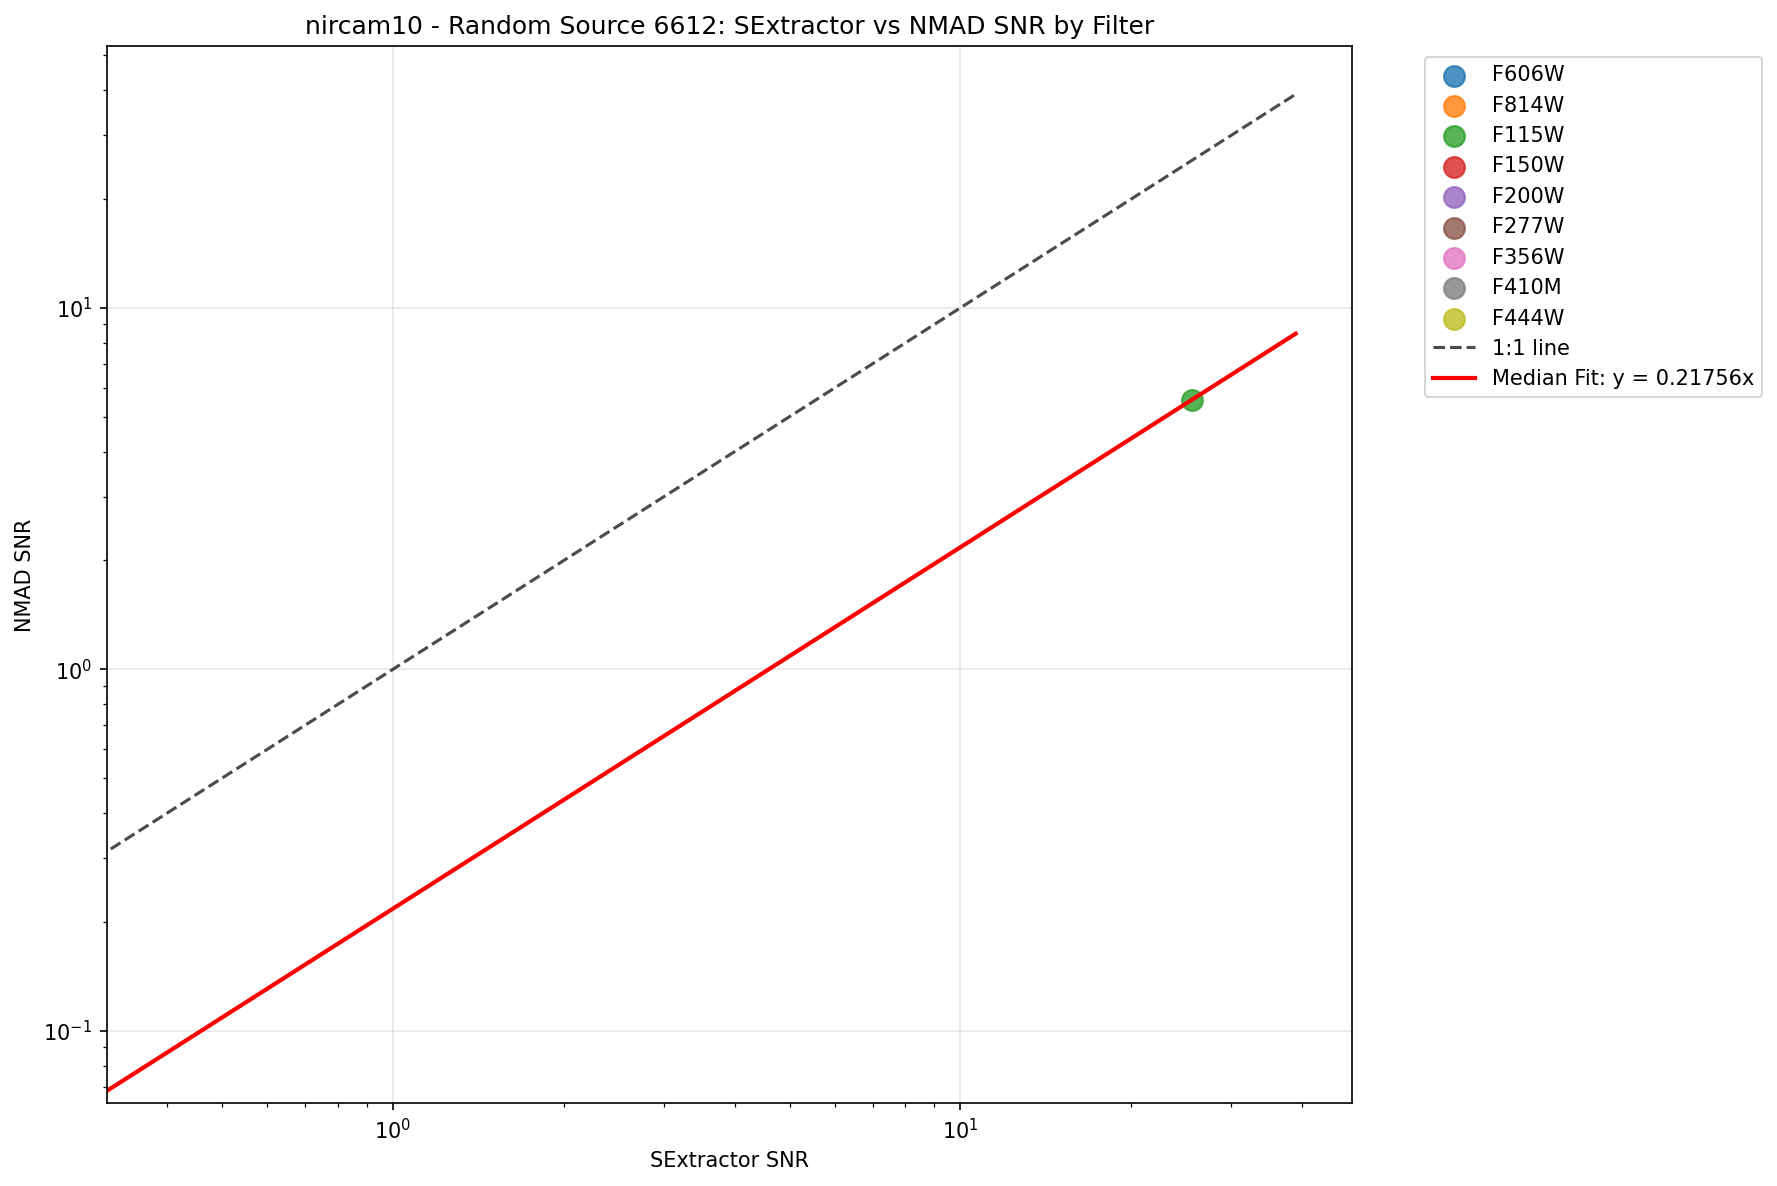 nircam10 - Random Source 6612: SExtractor vs NMAD SNR by Filter
F606W
F814W
F115W
F150W
F200W
F277W
F356W
F410M
F444W
1:1 line
Median Fit: y = 0.21756x
NMAD SNR
10¹
10⁰
10⁻¹
10⁰
10¹
SExtractor SNR